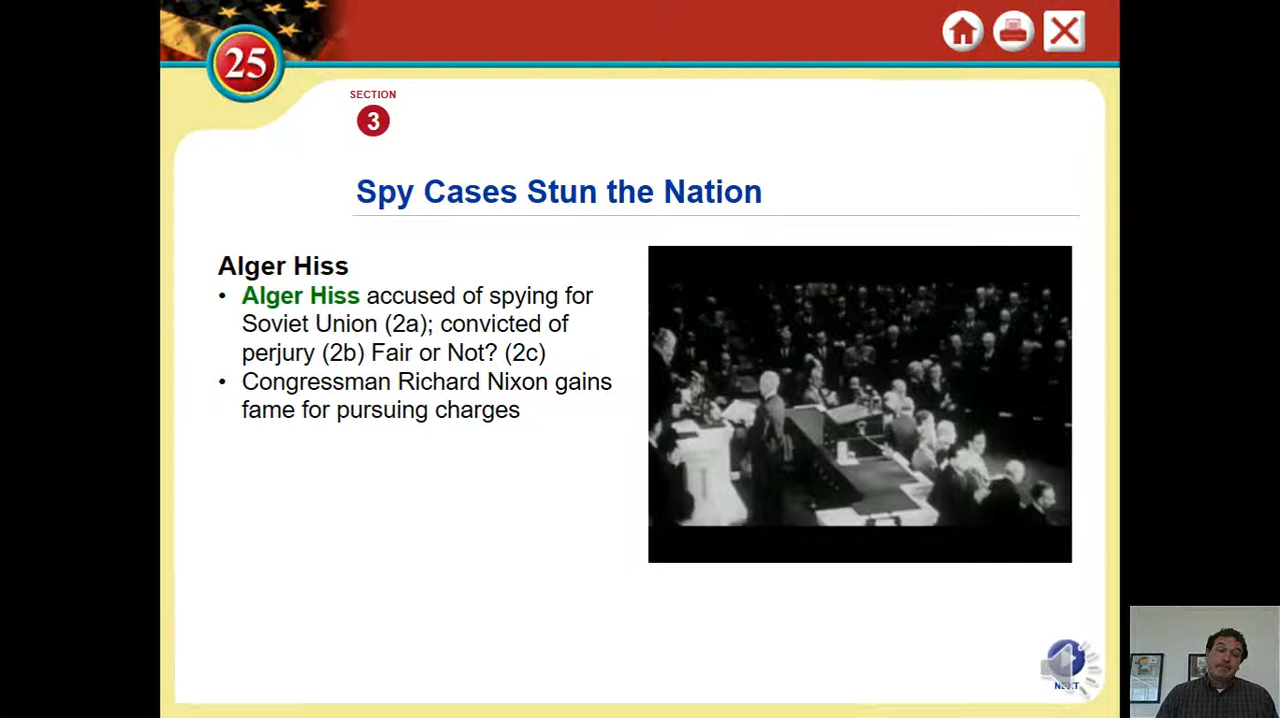 25
SECTION
3
Spy Cases Stun the Nation
Alger Hiss
• Alger Hiss accused of spying for
Soviet Union (2a); convicted of
perjury (2b) Fair or Not? (2c)
• Congressman Richard Nixon gains
fame for pursuing charges
NEXT